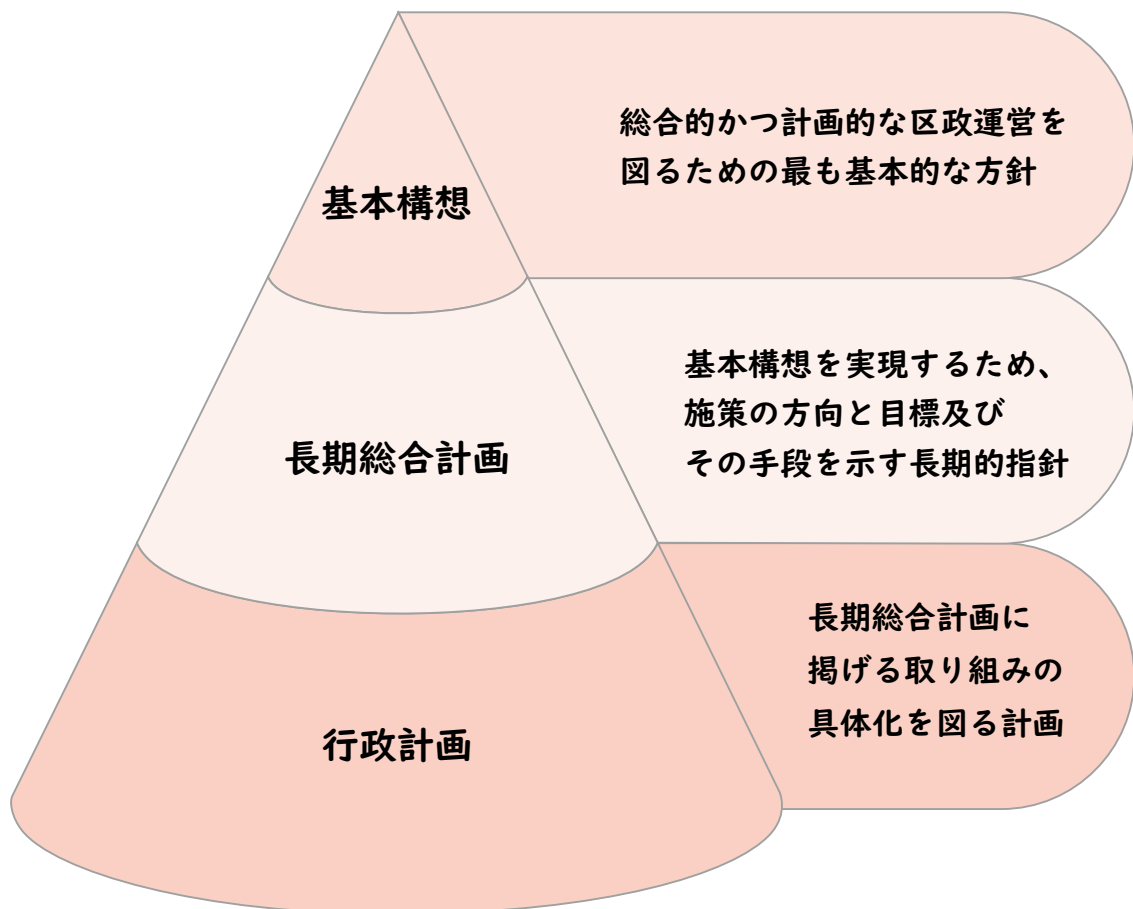 基本構想
総合的かつ計画的な区政運営を
図るための最も基本的な方針
長期総合計画
基本構想を実現するため、
施策の方向と目標及び
その手段を示す長期的指針
行政計画
長期総合計画に
掲げる取り組みの
具体化を図る計画